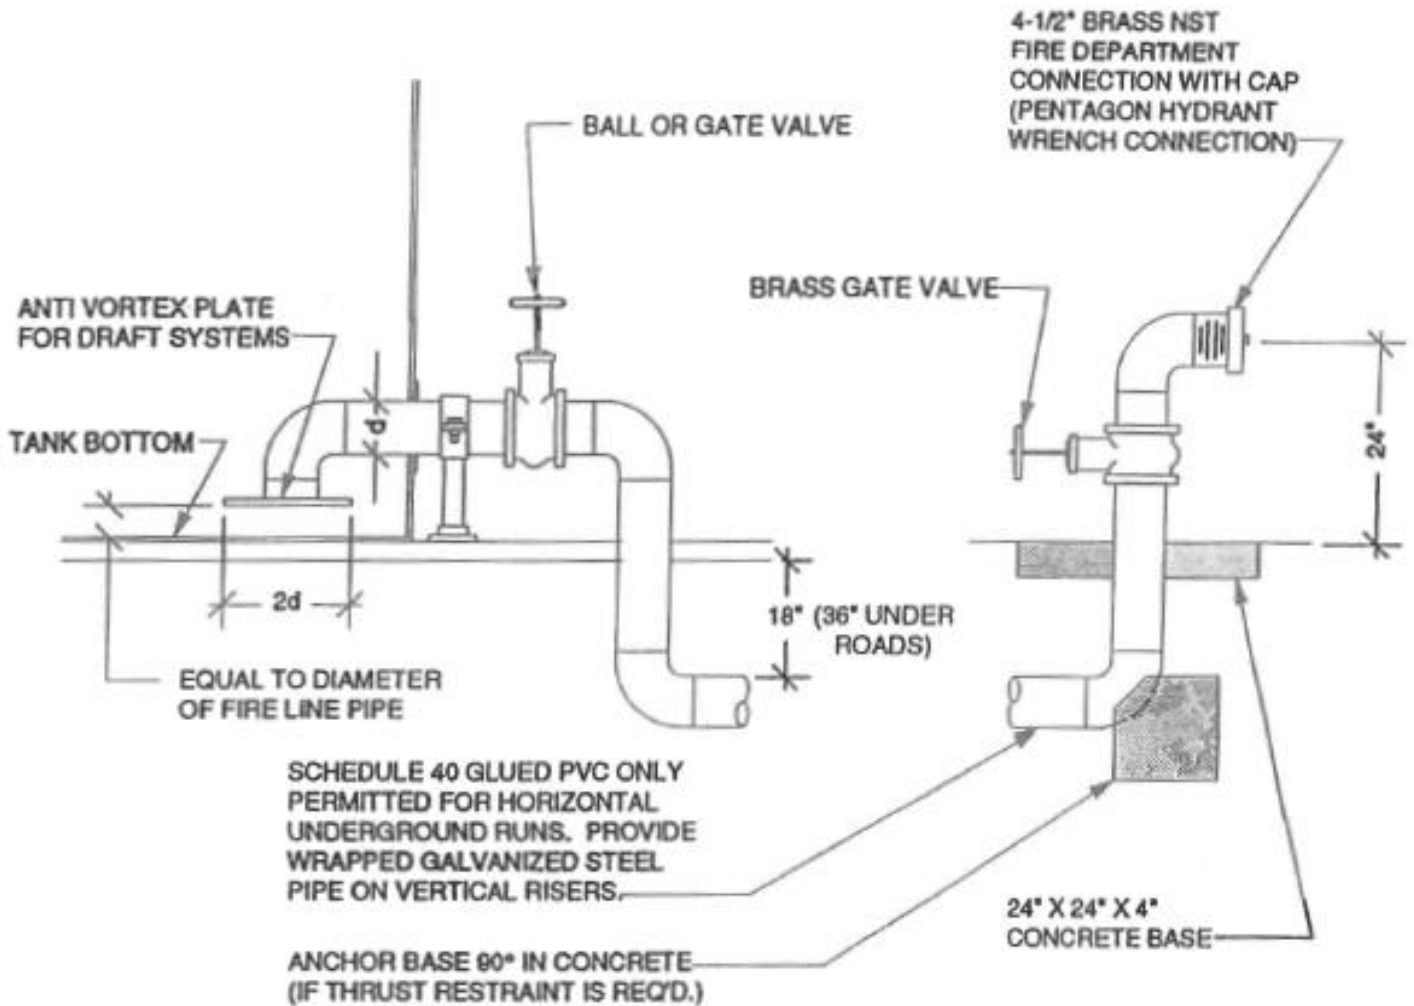 4-1/2" BRASS NST
FIRE DEPARTMENT
CONNECTION WITH CAP
(PENTAGON HYDRANT
WRENCH CONNECTION)
BALL OR GATE VALVE
BRASS GATE VALVE
ANTI VORTEX PLATE
FOR DRAFT SYSTEMS
TANK BOTTOM
d
24"
2d
18" (36" UNDER
ROADS)
EQUAL TO DIAMETER
OF FIRE LINE PIPE
SCHEDULE 40 GLUED PVC ONLY
PERMITTED FOR HORIZONTAL
UNDERGROUND RUNS. PROVIDE
WRAPPED GALVANIZED STEEL
PIPE ON VERTICAL RISERS.
24" X 24" X 4"
CONCRETE BASE
ANCHOR BASE 90° IN CONCRETE
(IF THRUST RESTRAINT IS REQ'D.)